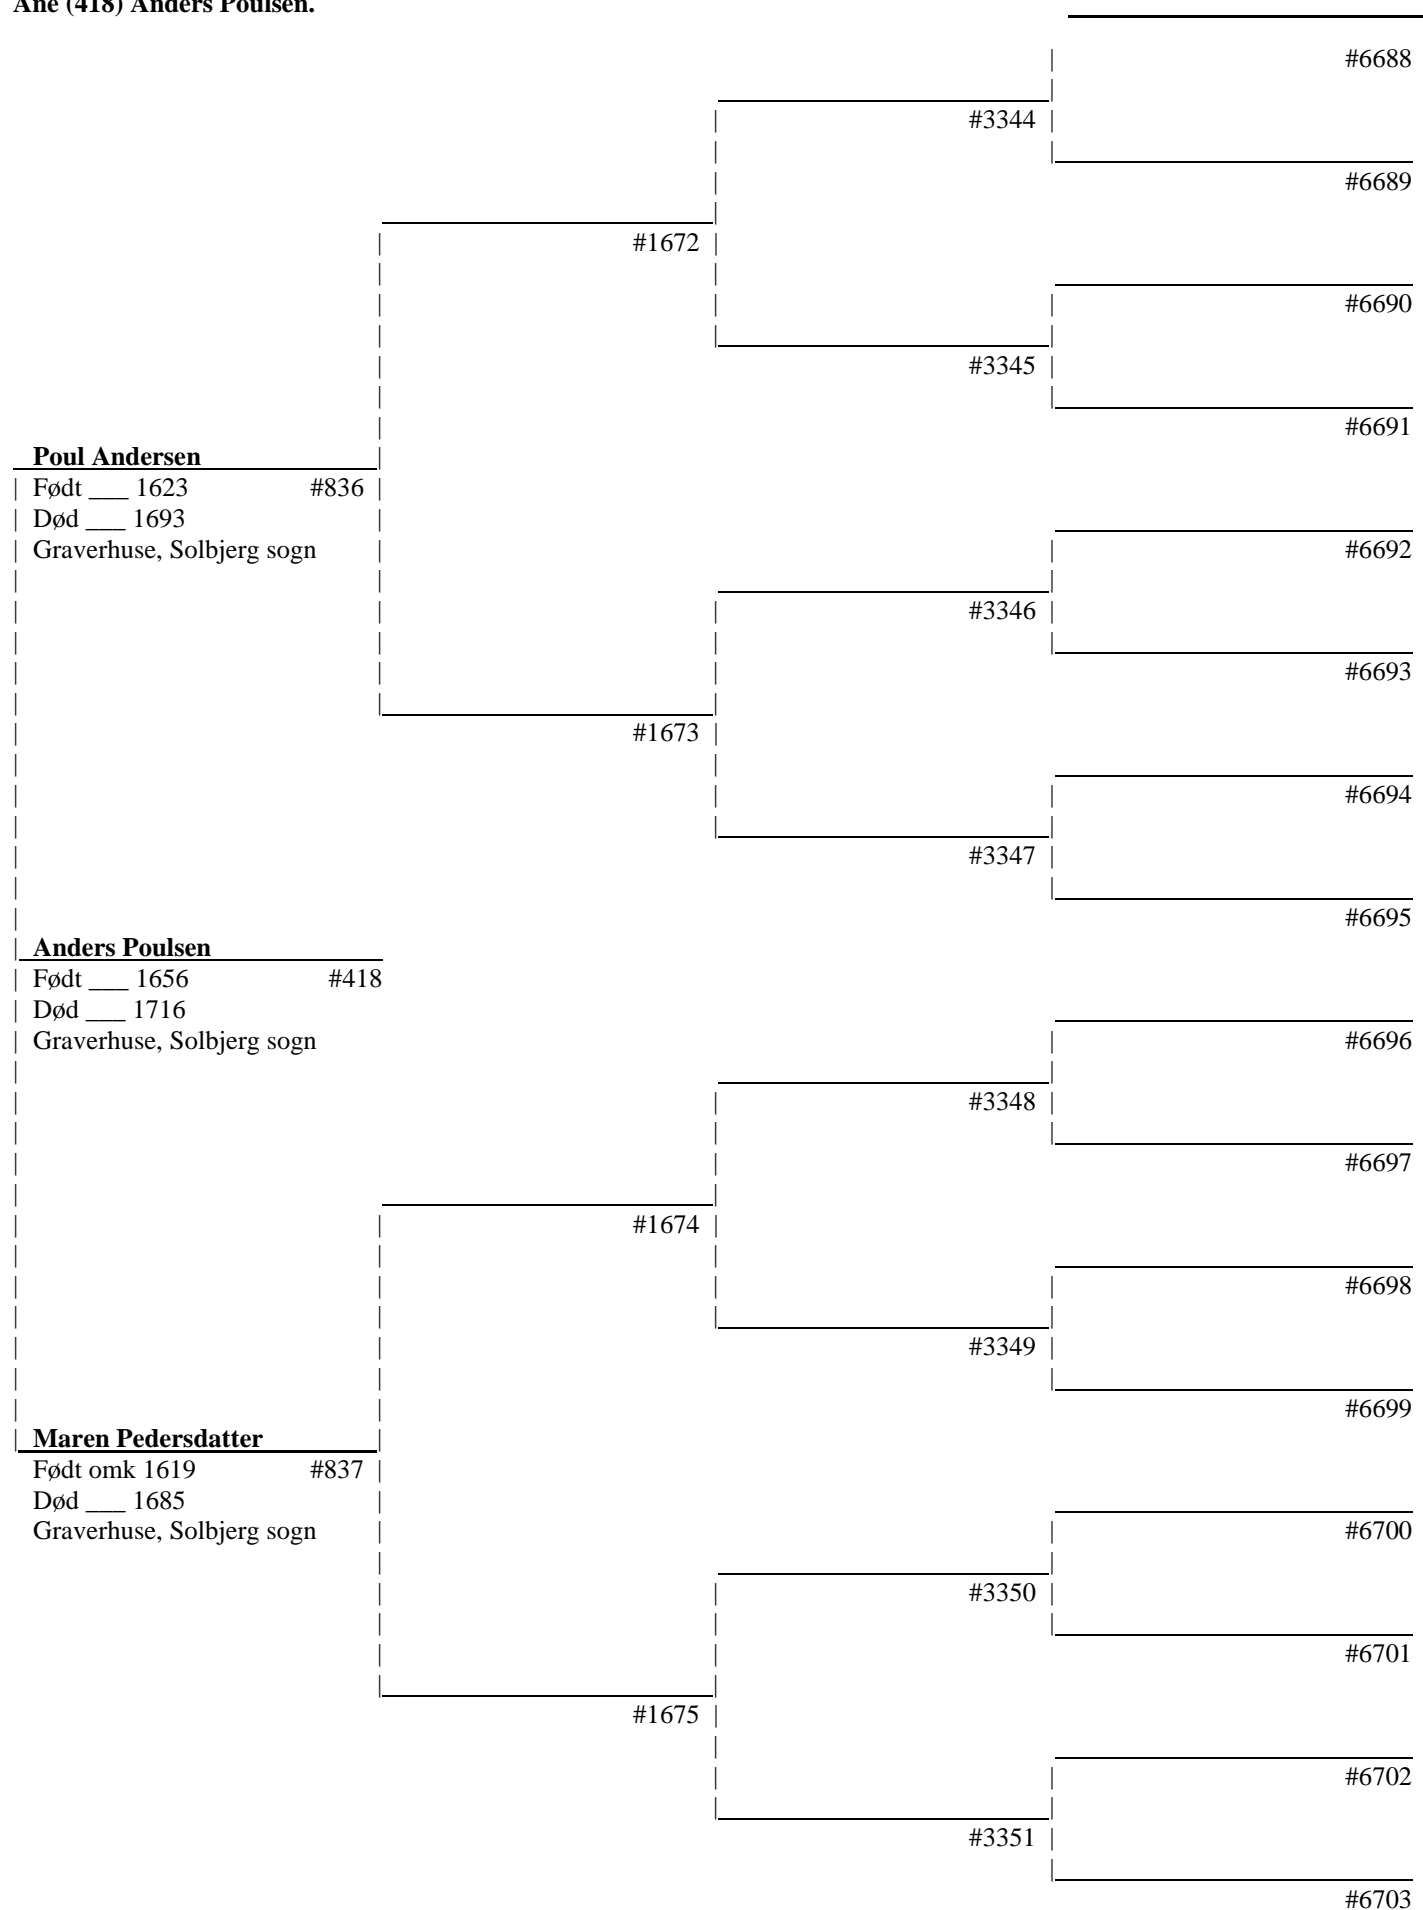 Ane (418) Anders Poulsen.
#6688
#3344
#6689
#1672
#6690
#3345
#6691
Poul Andersen
Født ___ 1623 #836
Død ___ 1693
Graverhuse, Solbjerg sogn
#6692
#3346
#6693
#1673
#6694
#3347
#6695
Anders Poulsen
Født ___ 1656 #418
Død ___ 1716
Graverhuse, Solbjerg sogn
#6696
#3348
#6697
#1674
#6698
#3349
#6699
Maren Pedersdatter
Født omk 1619 #837
Død ___ 1685
Graverhuse, Solbjerg sogn
#6700
#3350
#6701
#1675
#6702
#3351
#6703